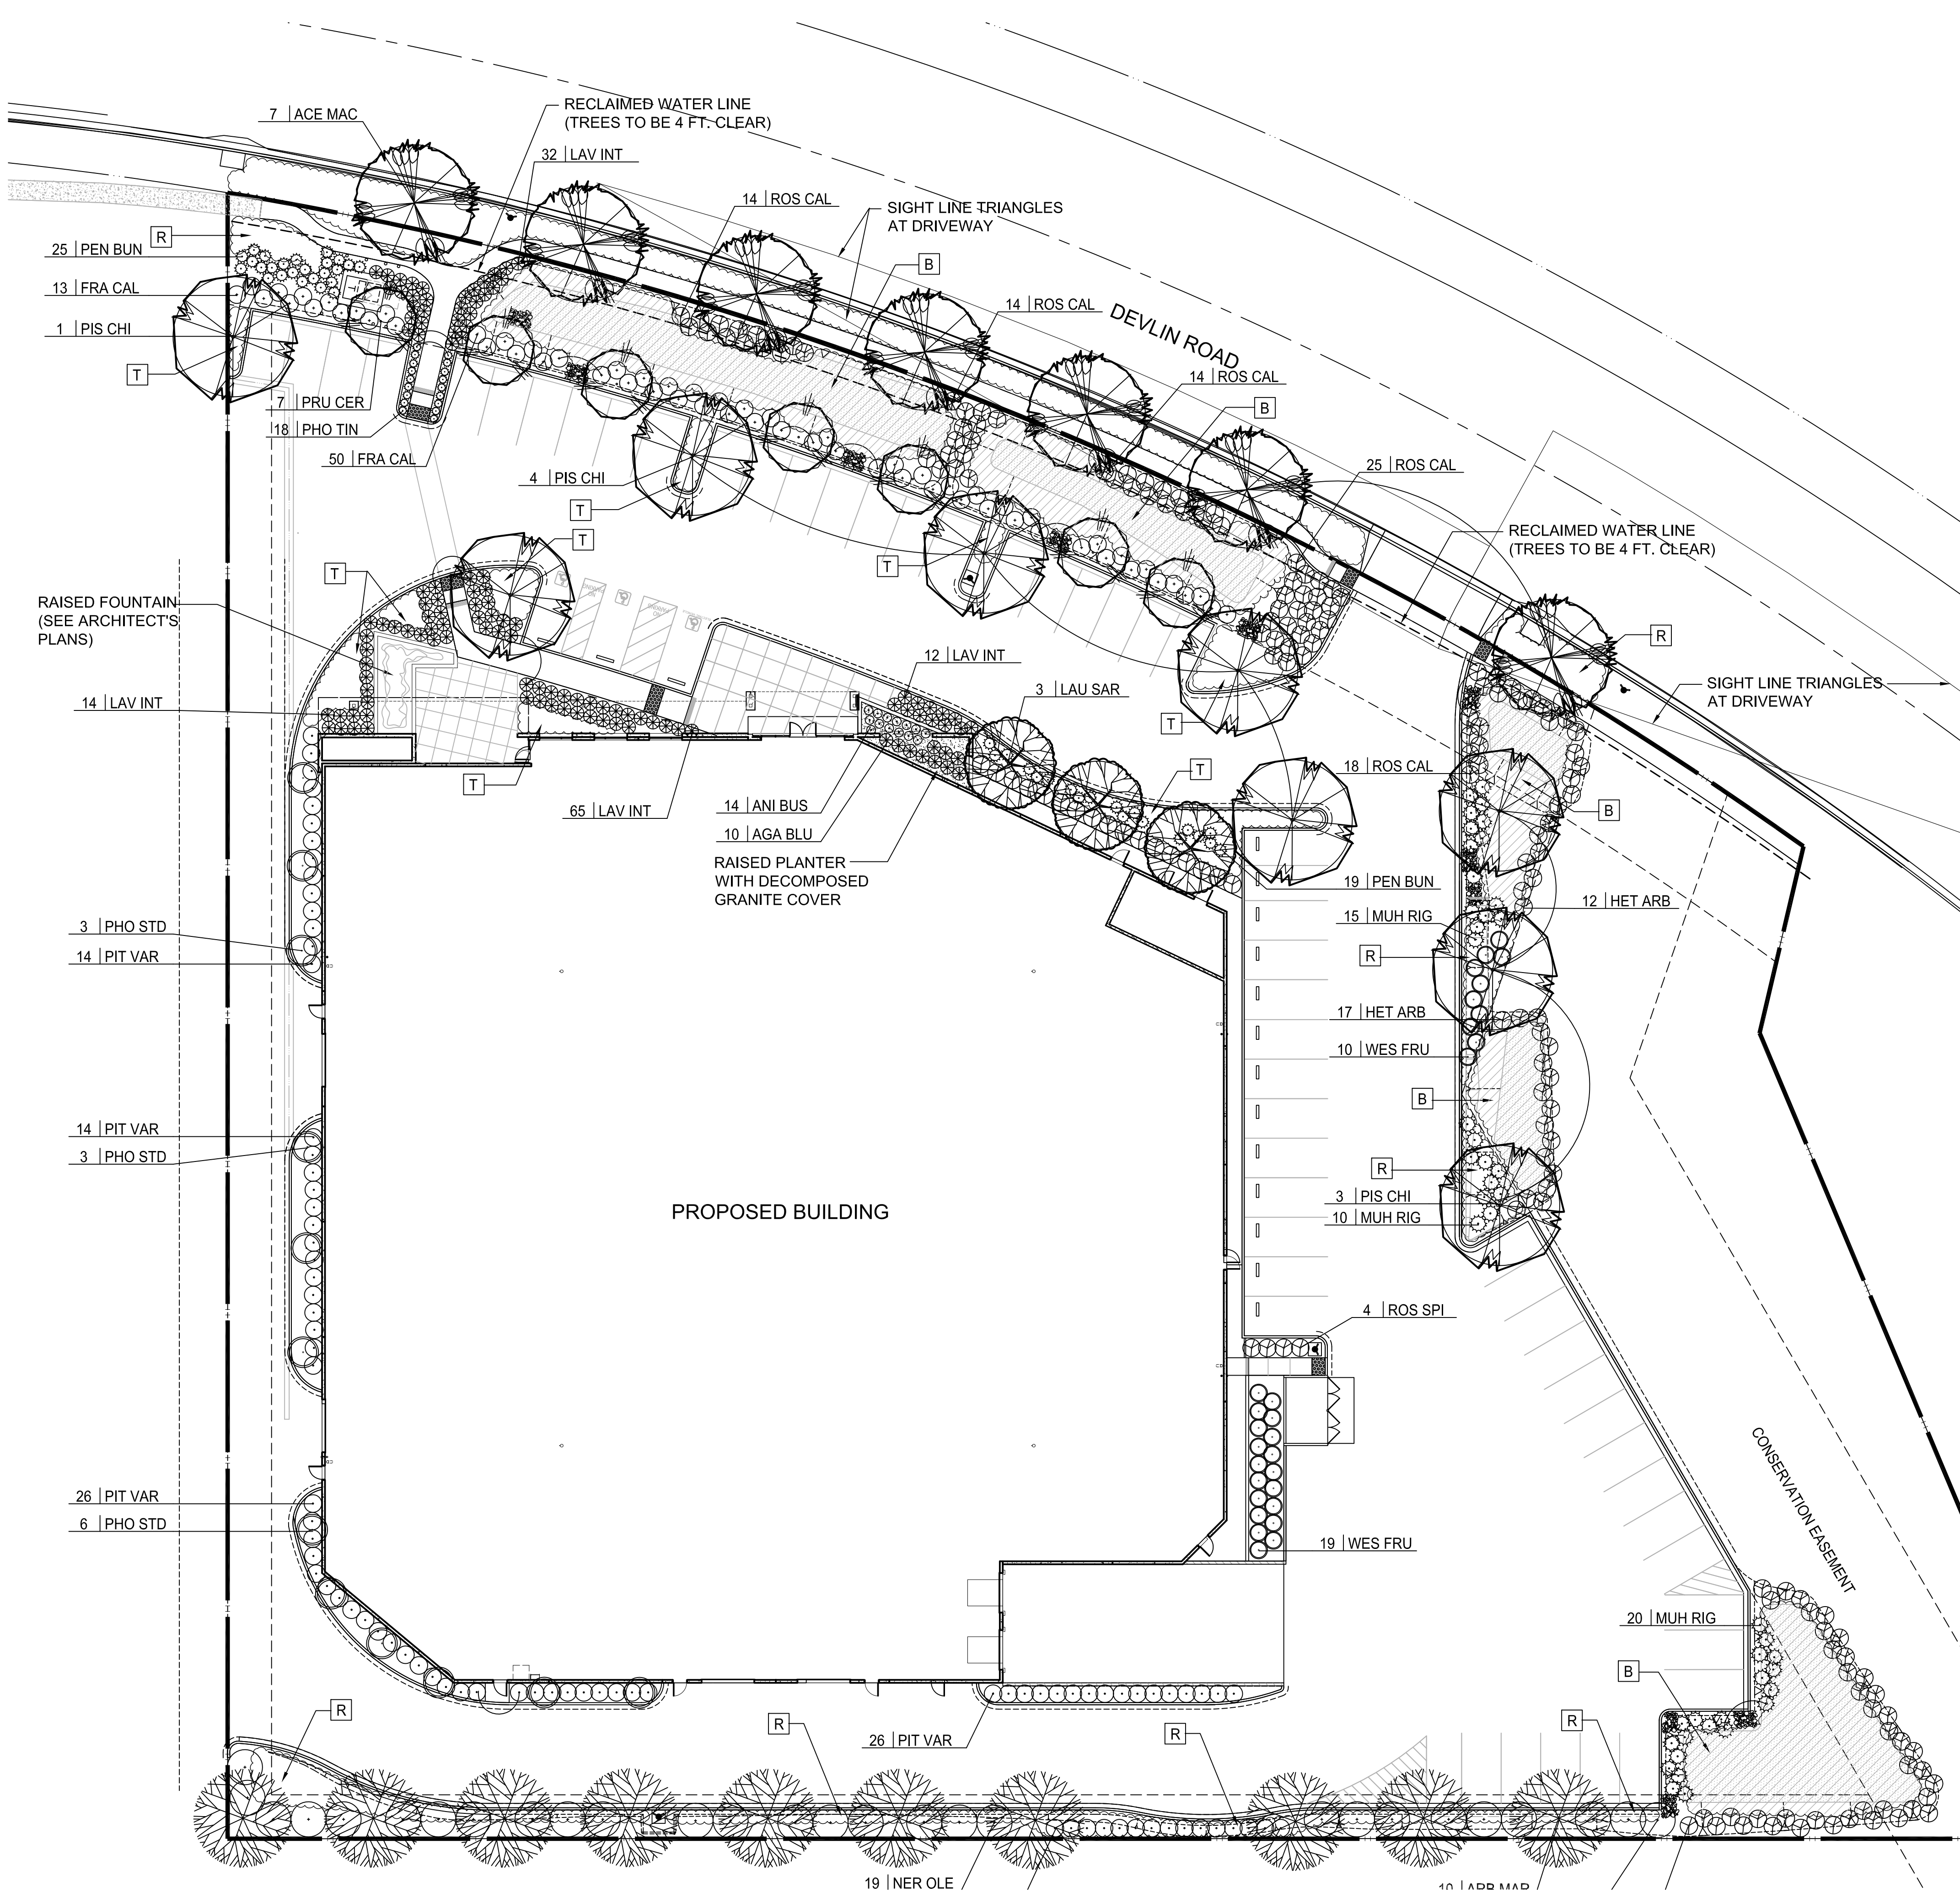 RECLAIMED WATER LINE
(TREES TO BE 4 FT. CLEAR)
7 ACE MAC
32 LAV INT
14 ROS CAL
SIGHT LINE TRIANGLES
AT DRIVEWAY
R
25 PEN BUN
B
13 FRA CAL
14 ROS CAL
DEVLIN ROAD
1 PIS CHI
T
14 ROS CAL
7 PRU CER
B
18 PHO TIN
50 FRA CAL
25 ROS CAL
4 PIS CHI
T
RECLAIMED WATER LINE
(TREES TO BE 4 FT. CLEAR)
T
T
T
RAISED FOUNTAIN
(SEE ARCHITECT'S
PLANS)
R
12 LAV INT
3 LAU SAR
SIGHT LINE TRIANGLES
AT DRIVEWAY
14 LAV INT
T
T
18 ROS CAL
T
65 LAV INT
14 ANI BUS
B
10 AGA BLU
RAISED PLANTER
WITH DECOMPOSED
GRANITE COVER
19 PEN BUN
12 HET ARB
15 MUH RIG
3 PHO STD
14 PIT VAR
R
17 HET ARB
10 WES FRU
B
14 PIT VAR
3 PHO STD
R
3 PIS CHI
10 MUH RIG
PROPOSED BUILDING
4 ROS SPI
CONSERVATION EASEMENT
26 PIT VAR
6 PHO STD
19 WES FRU
20 MUH RIG
B
R
R
R
R
26 PIT VAR
19 NER OLE
10 ARB MAR